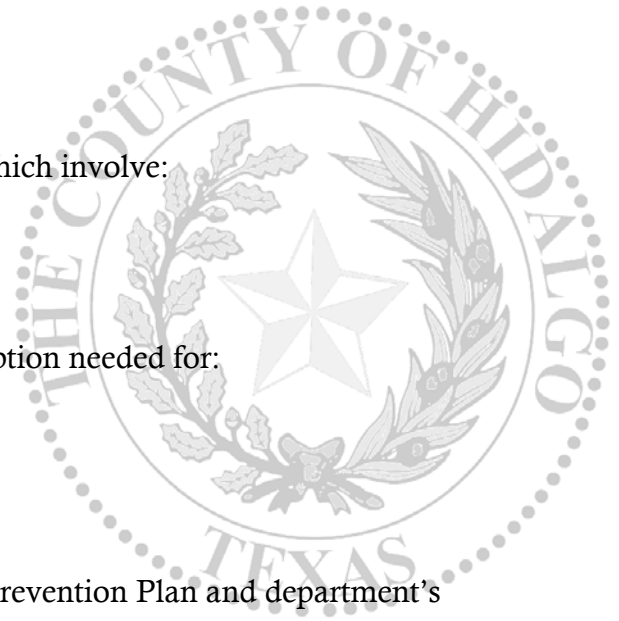 THE COUNTY OF HIDALGO
hich involve:
ption needed for:
TEXAS
revention Plan and department's